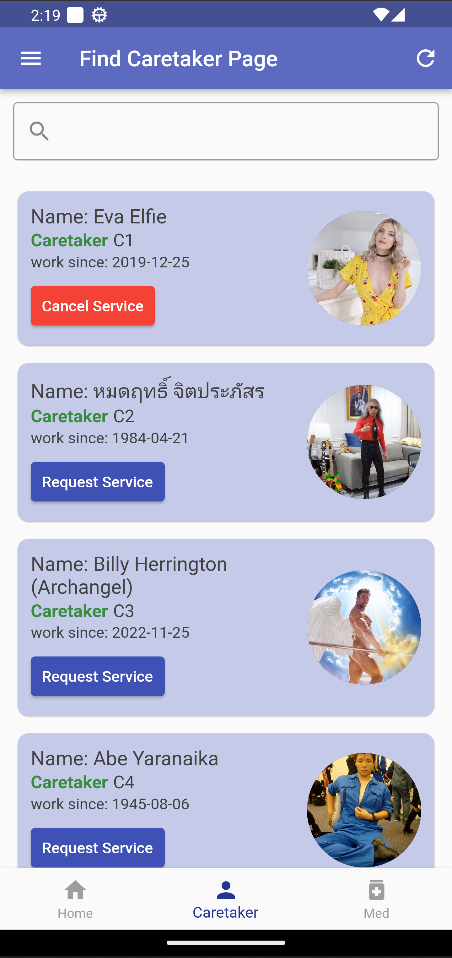 2:19
Find Caretaker Page
Name: Eva Elfie
Caretaker C1
work since: 2019-12-25
Cancel Service
Name: หมดฤทธิ์ จิตประภัสร
Caretaker C2
work since: 1984-04-21
Request Service
Name: Billy Herrington
(Archangel)
Caretaker C3
work since: 2022-11-25
Request Service
Name: Abe Yaranaika
Caretaker C4
work since: 1945-08-06
Request Service
Home
Caretaker
Med